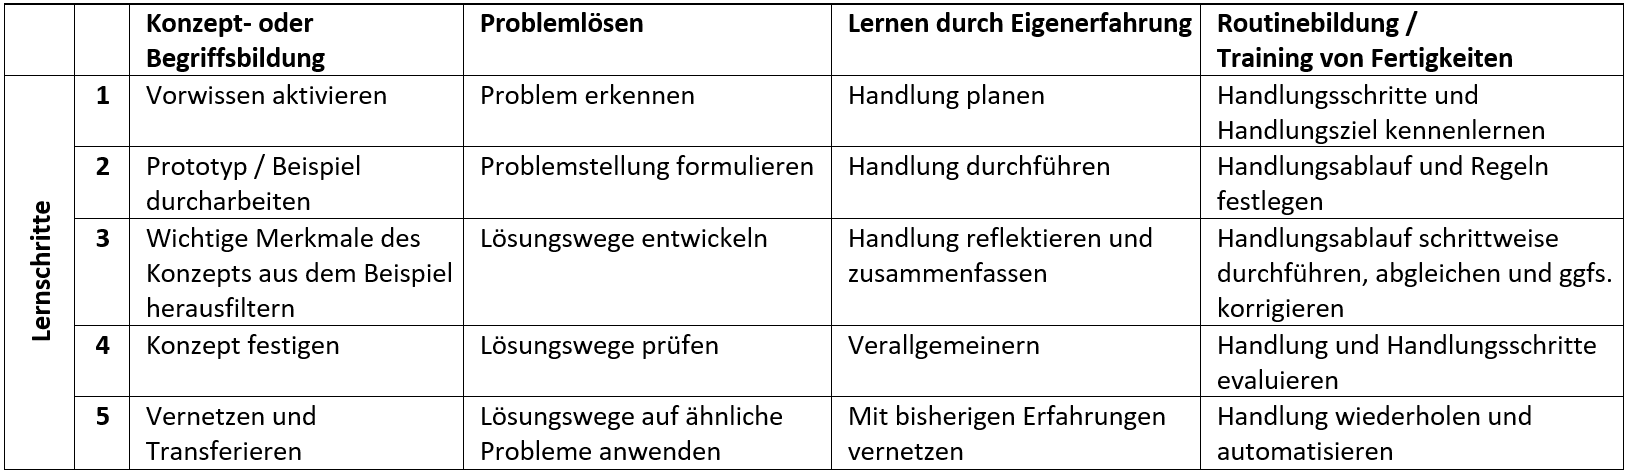 Konzept- oder
Begriffsbildung
Problemlösen
Lernen durch Eigenerfahrung
Routinebildung /
Training von Fertigkeiten
Lernschritte
1
Vorwissen aktivieren
Problem erkennen
Handlung planen
Handlungsschritte und
Handlungsziel kennenlernen
2
Prototyp / Beispiel
durcharbeiten
Problemstellung formulieren
Handlung durchführen
Handlungsablauf und Regeln
festlegen
3
Wichtige Merkmale des
Konzepts aus dem Beispiel
herausfiltern
Lösungswege entwickeln
Handlung reflektieren und
zusammenfassen
Handlungsablauf schrittweise
durchführen, abgleichen und ggfs.
korrigieren
4
Konzept festigen
Lösungswege prüfen
Verallgemeinern
Handlung und Handlungsschritte
evaluieren
5
Vernetzen und
Transferieren
Lösungswege auf ähnliche
Probleme anwenden
Mit bisherigen Erfahrungen
vernetzen
Handlung wiederholen und
automatisieren